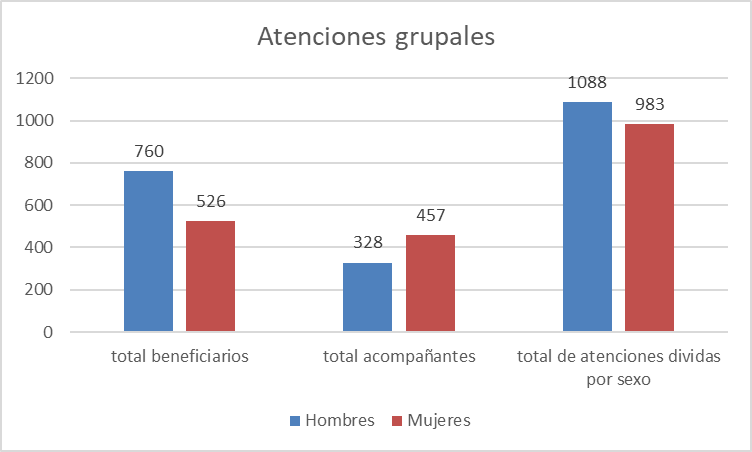 Atenciones grupales
1200
1000
800
600
400
200
0
760
526
328
457
1088
983
total beneficiarios
total acompañantes
total de atenciones dividas
por sexo
Hombres
Mujeres